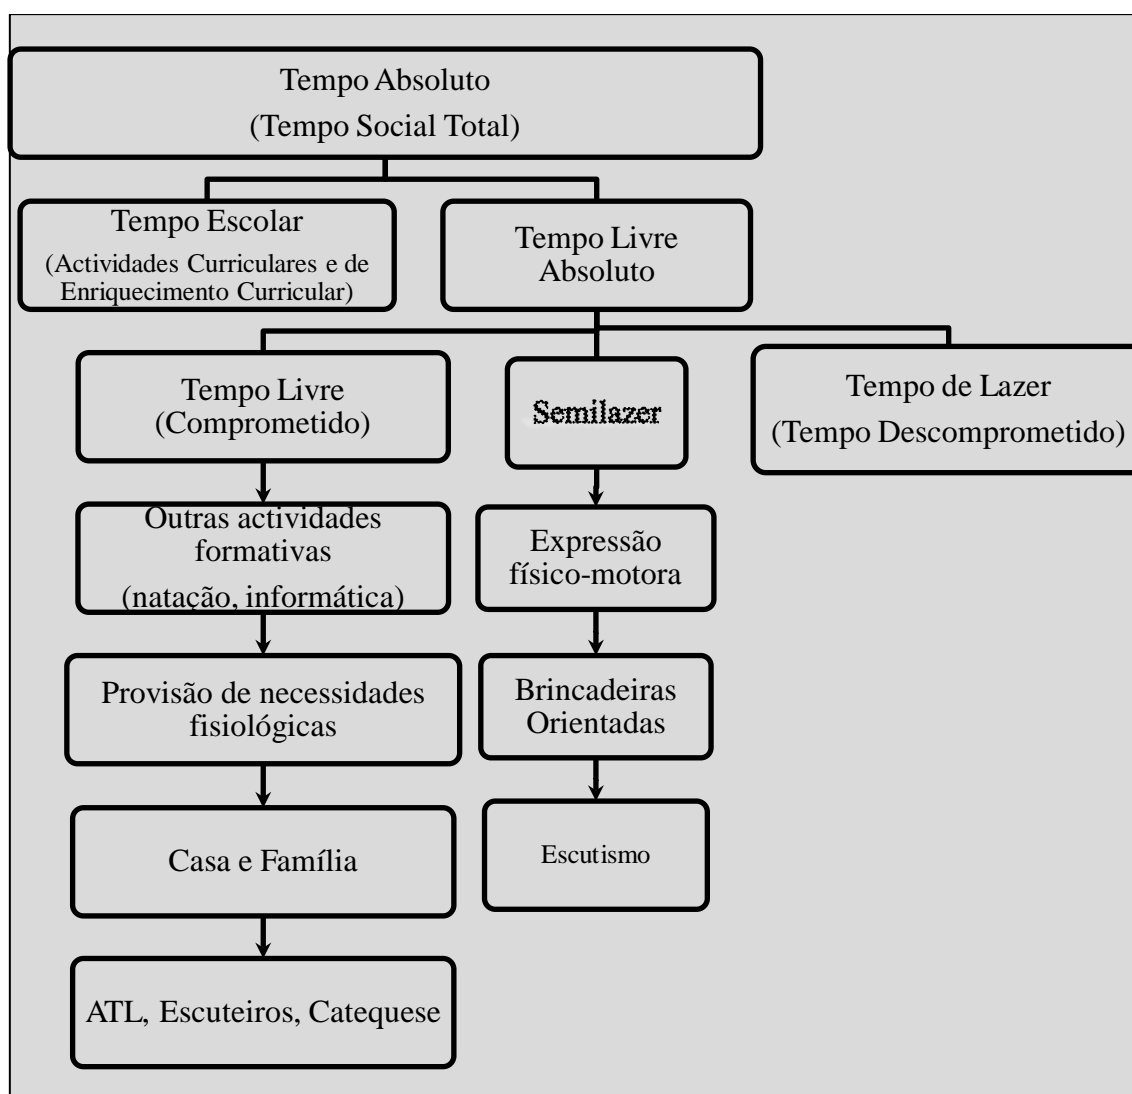 Tempo Absoluto
(Tempo Social Total)
Tempo Escolar
(Actividades Curriculares e de
Enriquecimento Curricular)
Tempo Livre
Absoluto
Tempo Livre
(Comprometido)
Semilazer
Tempo de Lazer
(Tempo Descomprometido)
Outras actividades
formativas
(natação, informática)
Expressão
físico-motora
Provisão de necessidades
fisiológicas
Brincadeiras
Orientadas
Casa e Família
Escutismo
ATL, Escuteiros, Catequese